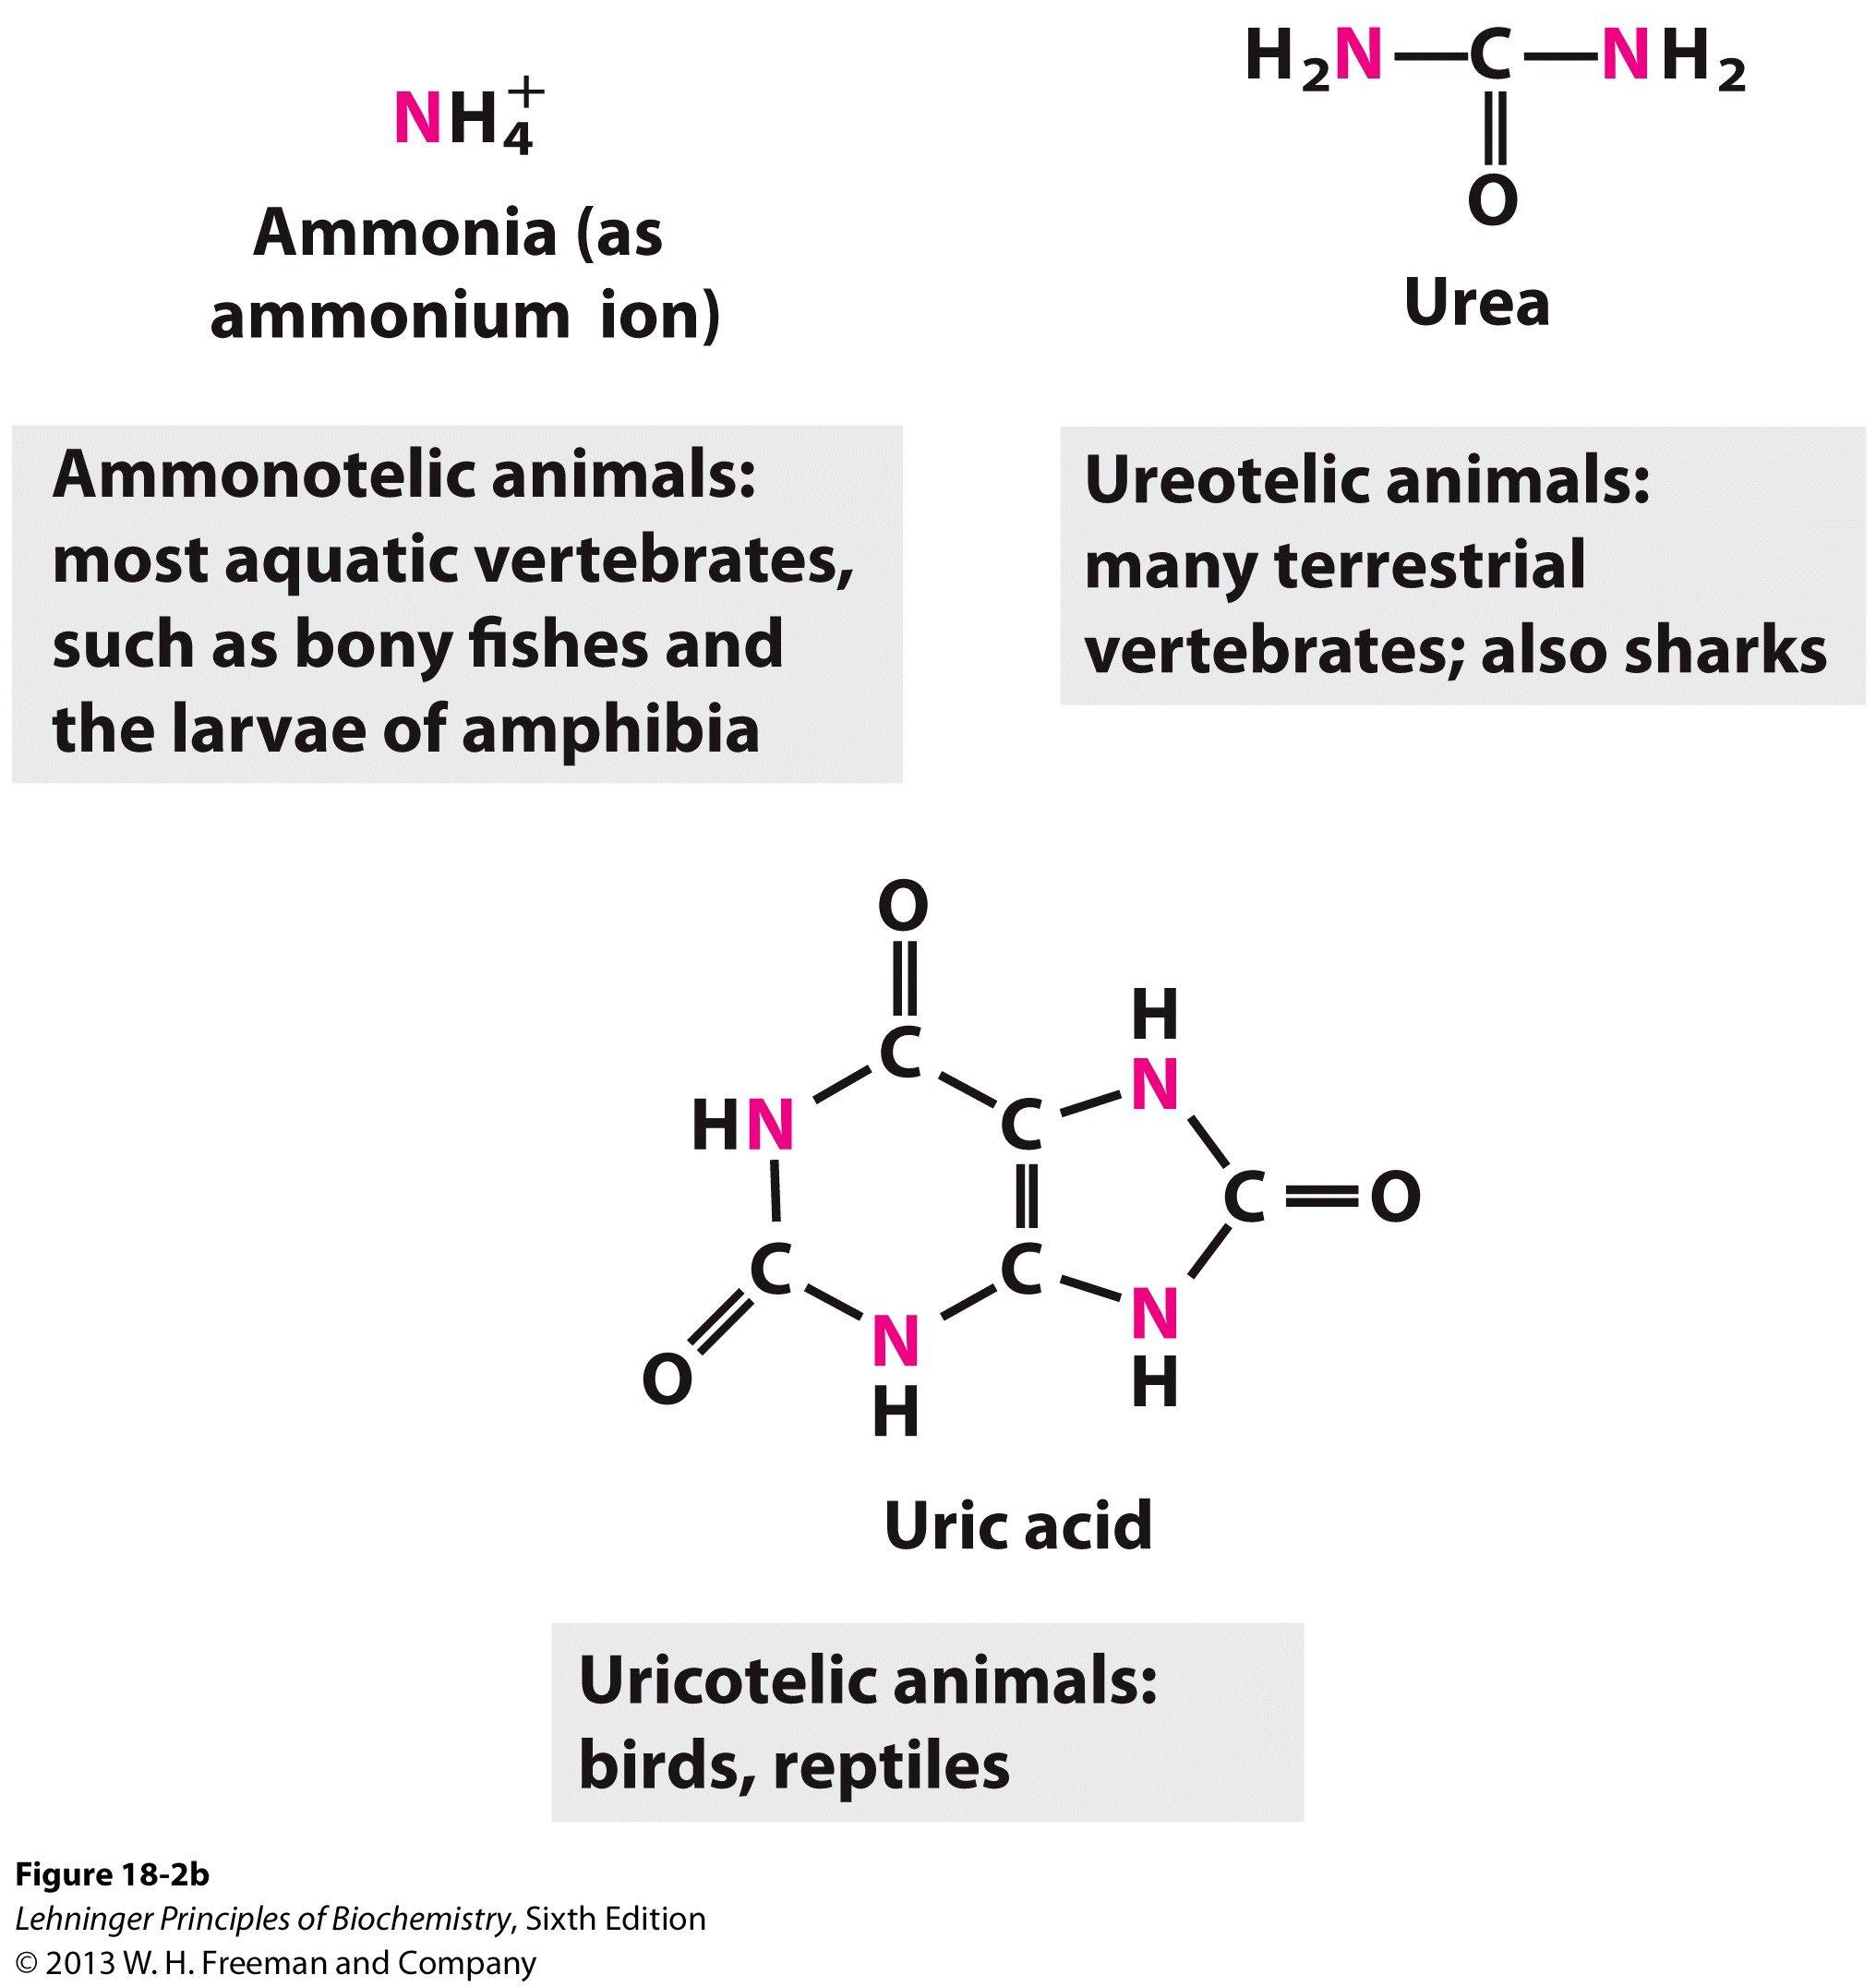 NH4+
Ammonia (as
ammonium ion)
H2N—C—NH2
O
Urea
Ammonotelic animals:
most aquatic vertebrates,
such as bony fishes and
the larvae of amphibia
Ureotelic animals:
many terrestrial
vertebrates; also sharks
O
H
C N
HN C
C=O
C C
N
O N
H H
Uric acid
Uricotelic animals:
birds, reptiles
Figure 18-2b
Lehninger Principles of Biochemistry, Sixth Edition
© 2013 W. H. Freeman and Company